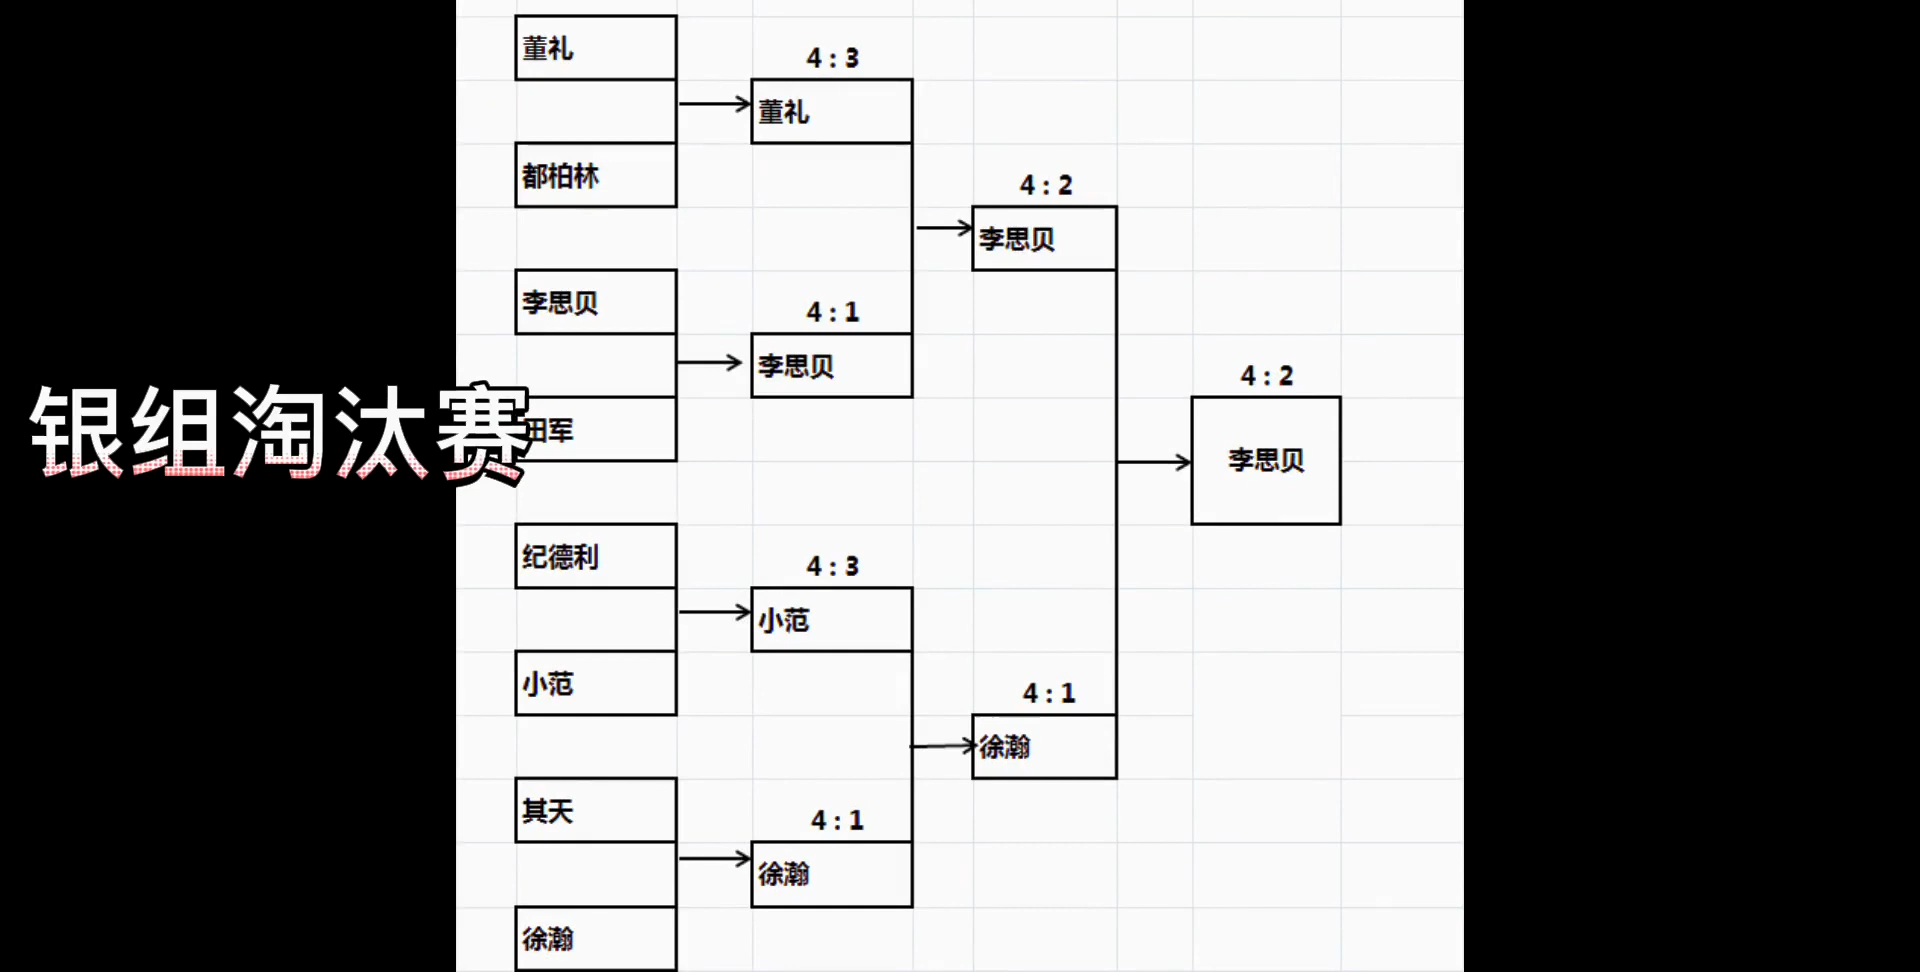 董礼
4:3
董礼
都柏林
4:2
李思贝
李思贝
4:1
李思贝
田军
银组淘汰赛
4:2
李思贝
纪德利
4:3
小范
小范
4:1
徐瀚
其天
4:1
徐瀚
徐瀚